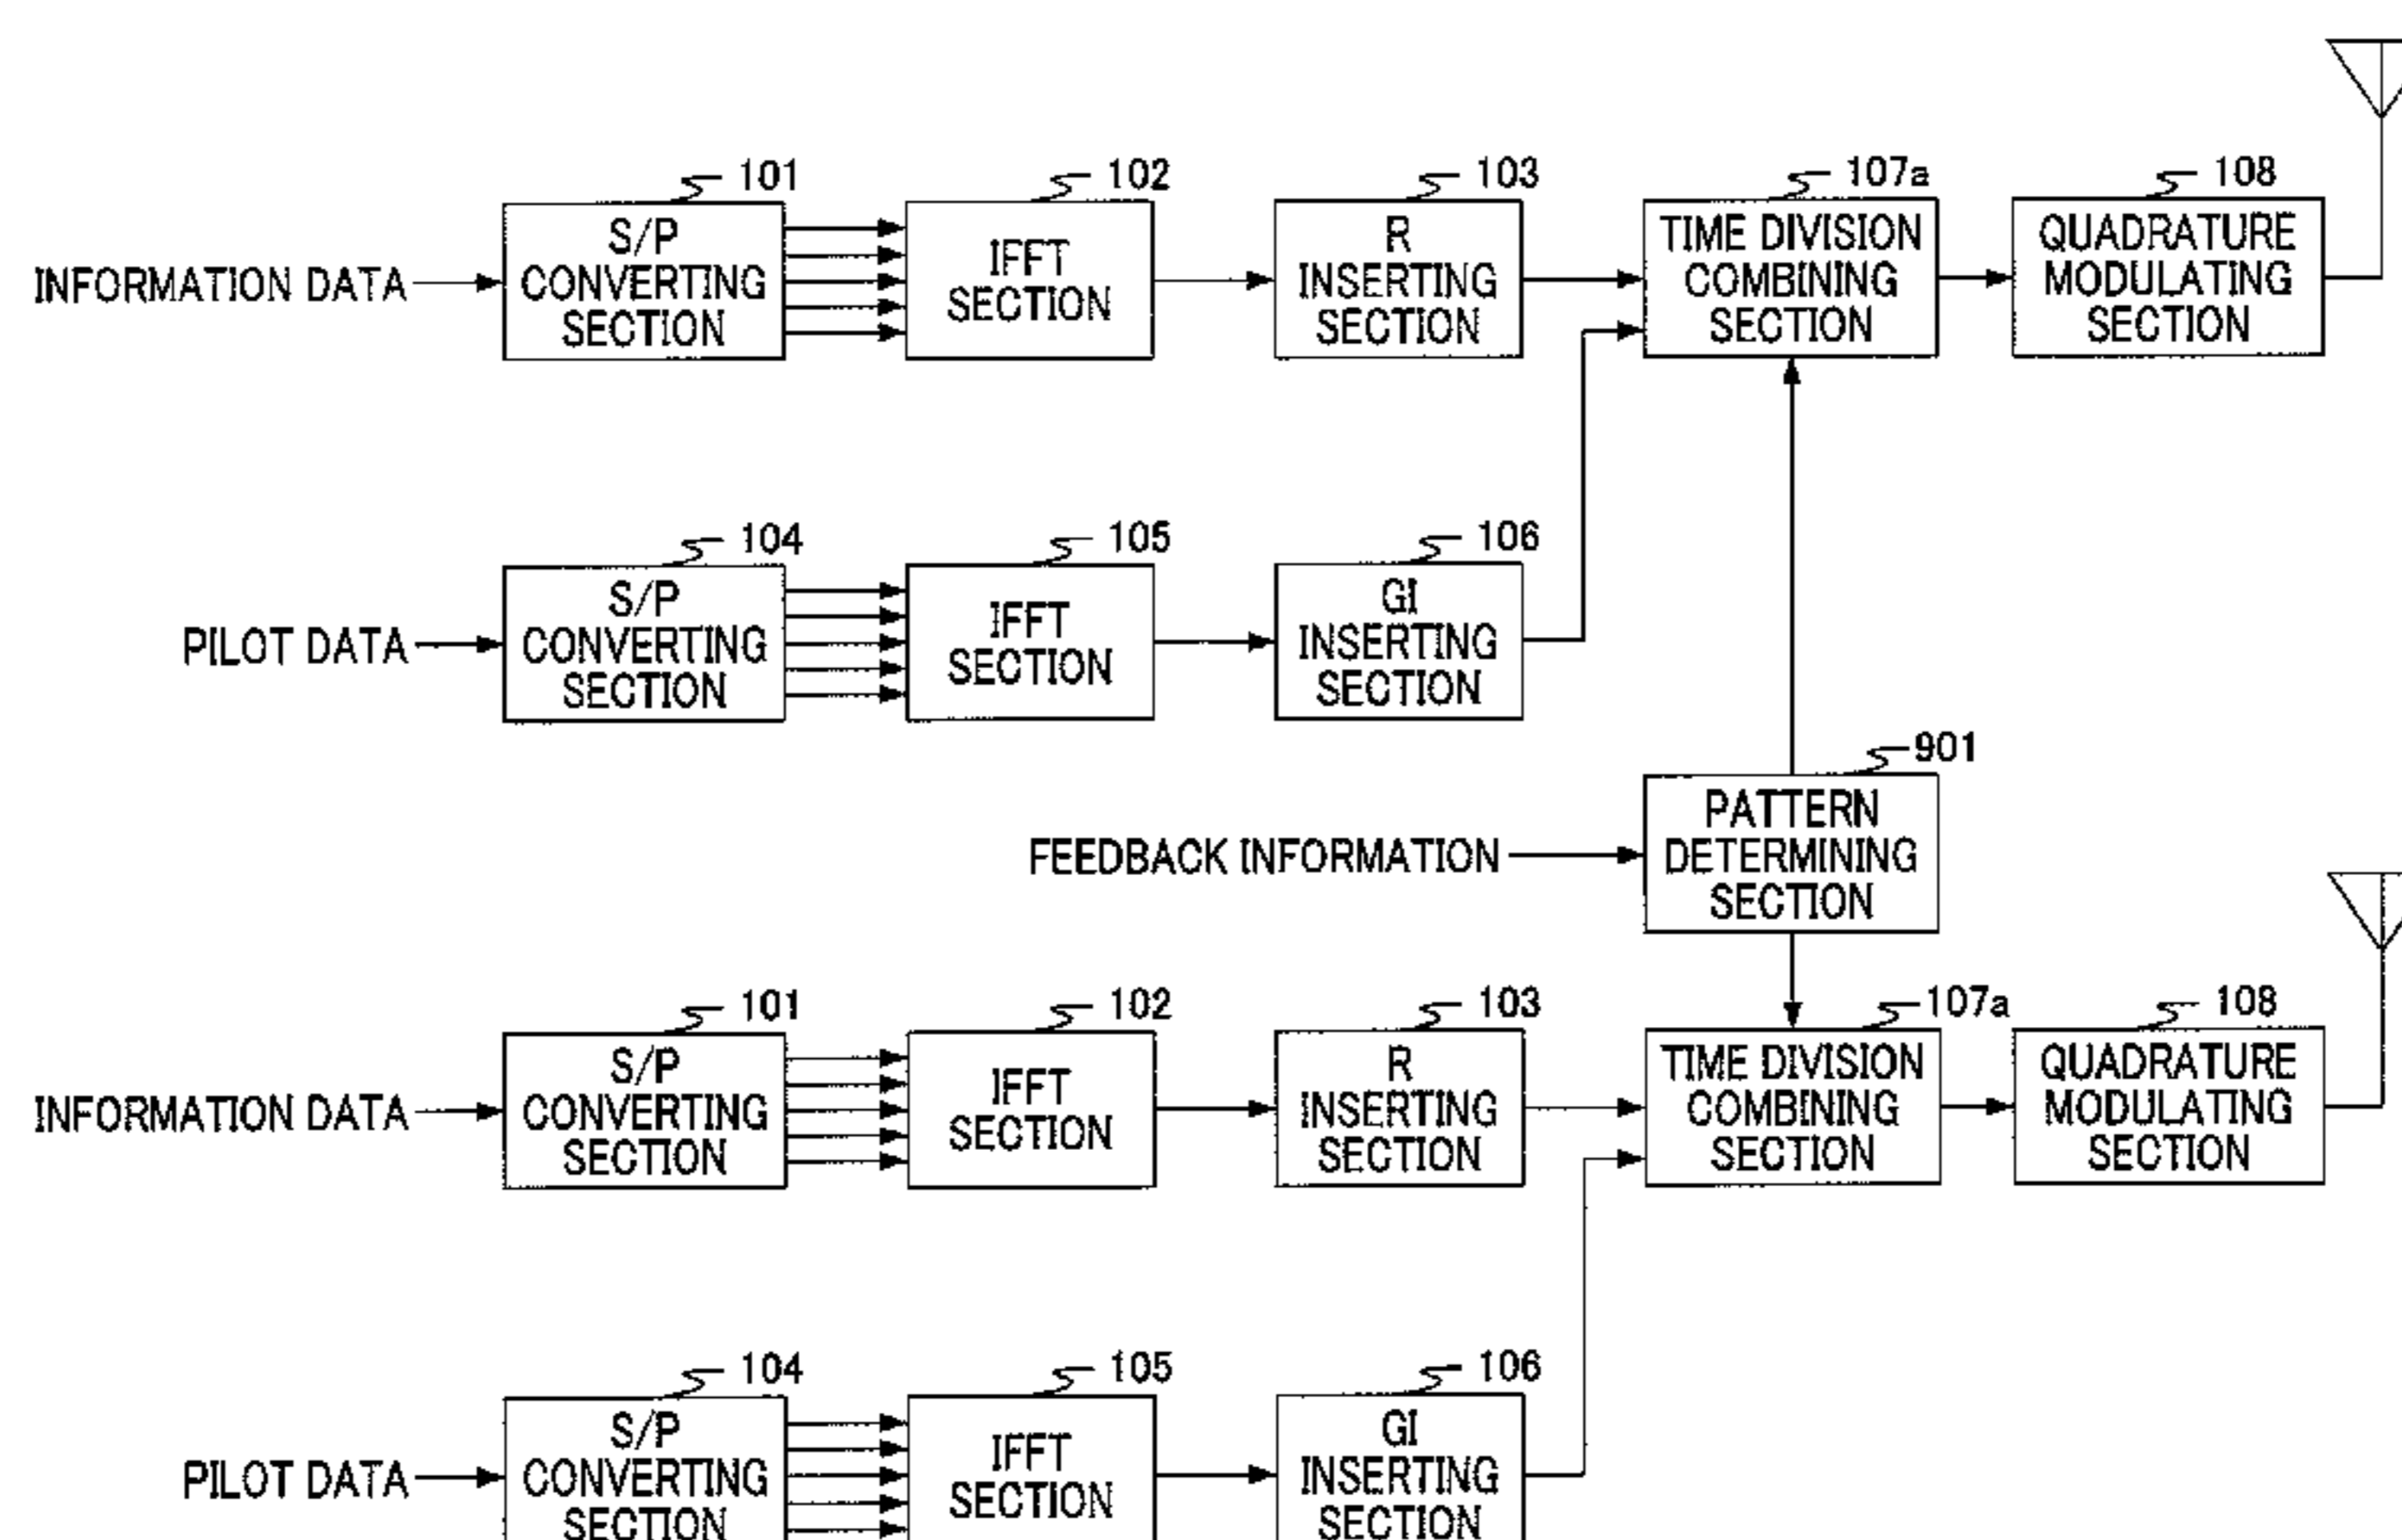 101
102
103
107a
108
INFORMATION DATA
S/P
CONVERTING
SECTION
IFFT
SECTION
R
INSERTING
SECTION
TIME DIVISION
COMBINING
SECTION
QUADRATURE
MODULATING
SECTION
104
105
106
PILOT DATA
S/P
CONVERTING
SECTION
IFFT
SECTION
GI
INSERTING
SECTION
901
FEEDBACK INFORMATION
PATTERN
DETERMINING
SECTION
101
102
103
107a
108
INFORMATION DATA
S/P
CONVERTING
SECTION
IFFT
SECTION
R
INSERTING
SECTION
TIME DIVISION
COMBINING
SECTION
QUADRATURE
MODULATING
SECTION
104
105
106
PILOT DATA
S/P
CONVERTING
SECTION
IFFT
SECTION
GI
INSERTING
SECTION